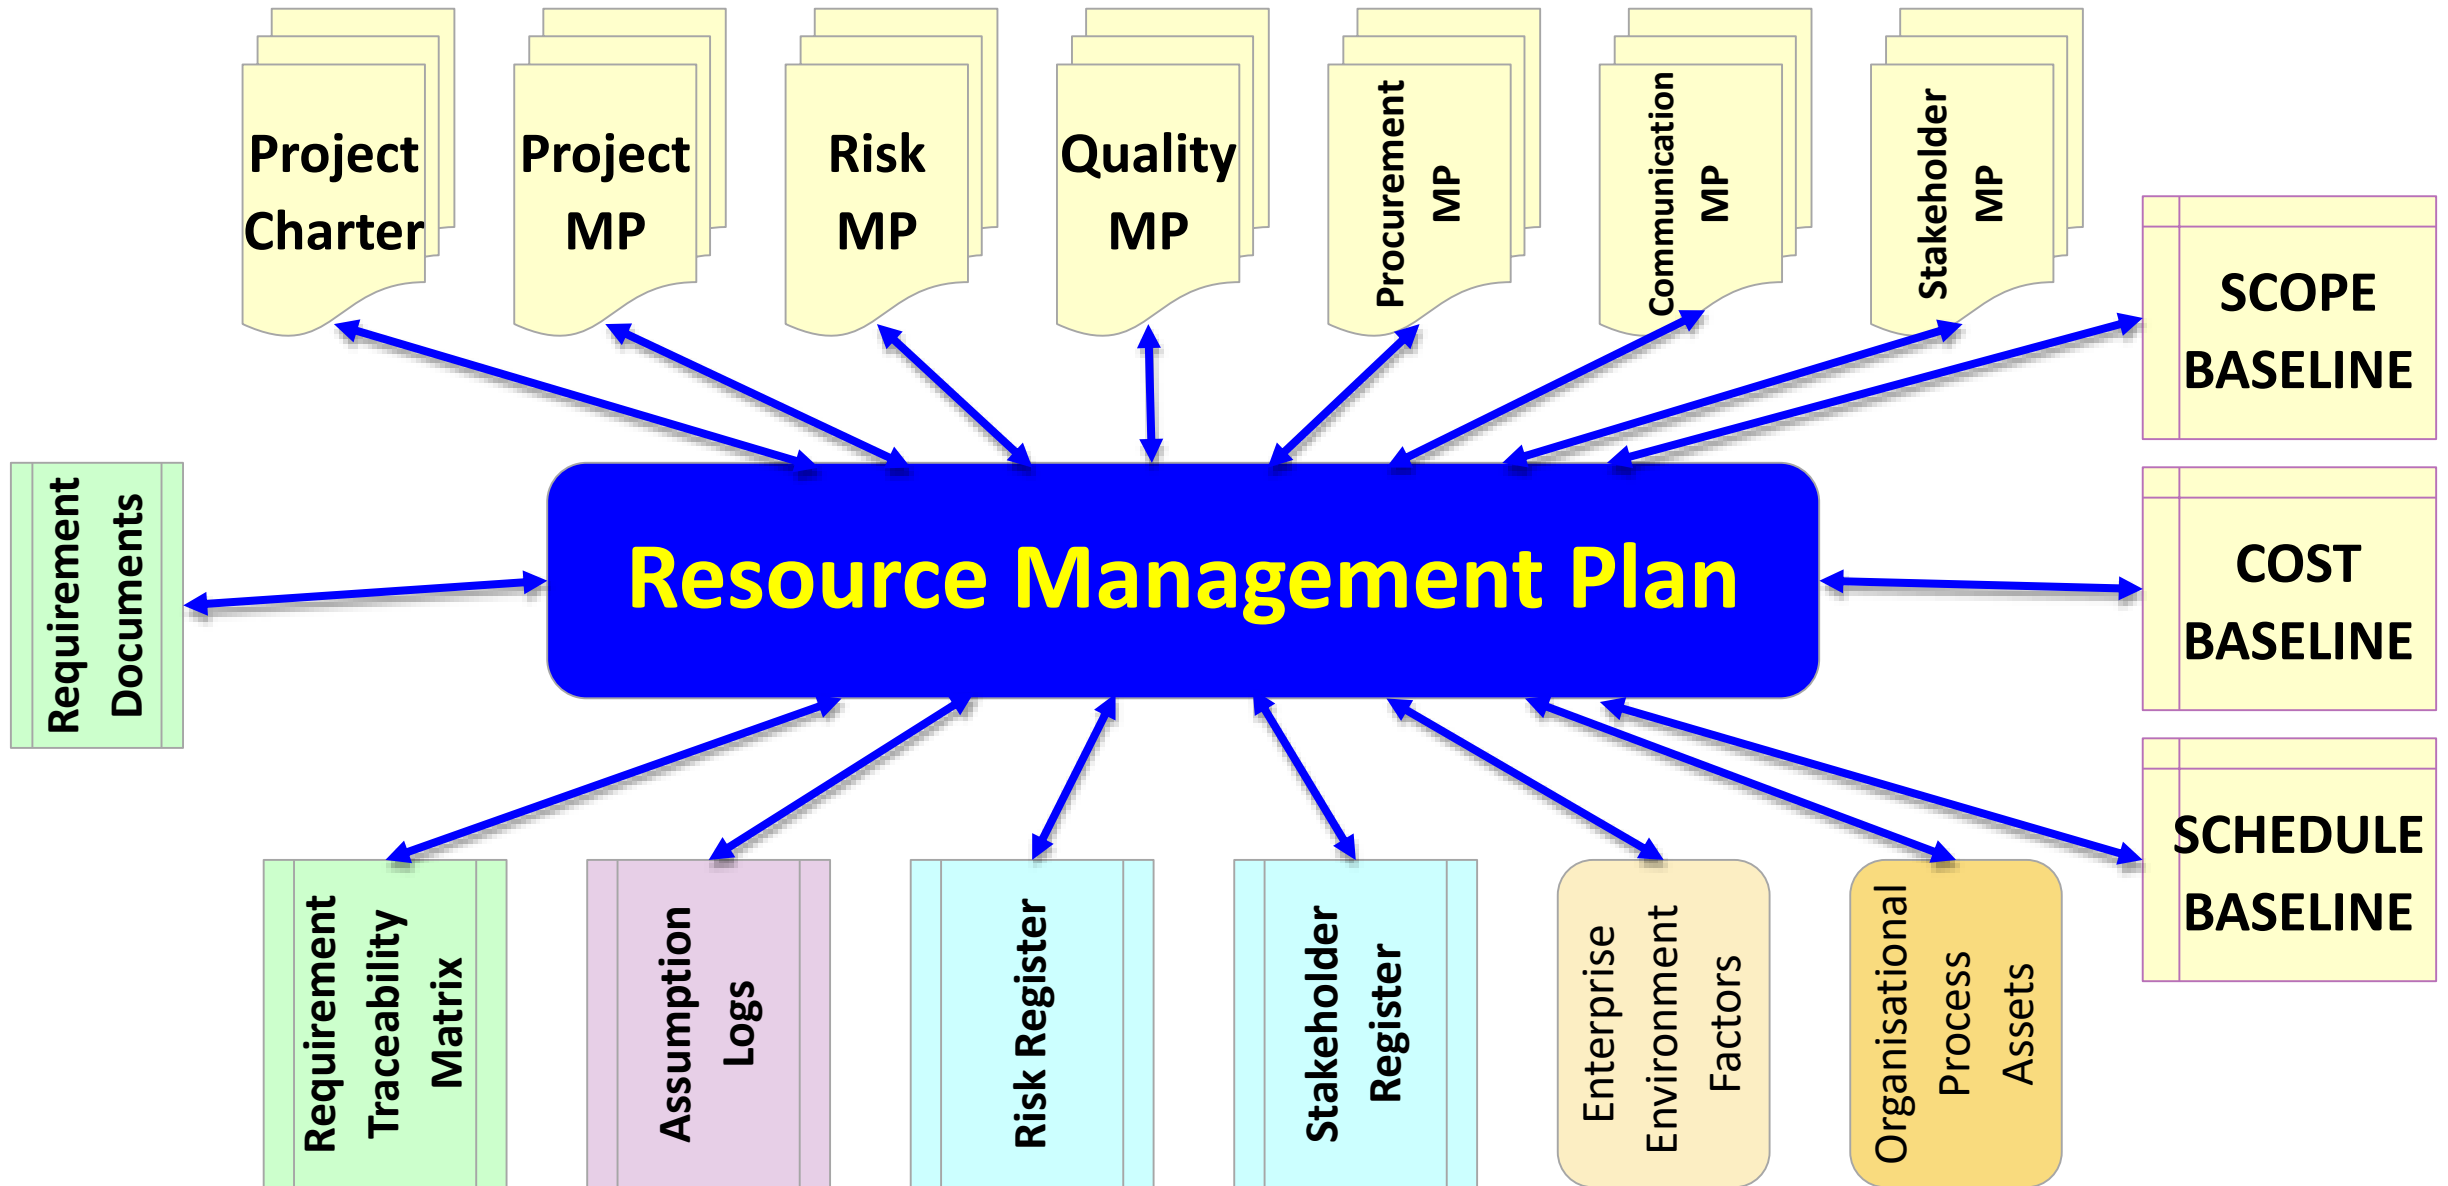 Project
Charter
Project
MP
Risk
MP
Quality
MP
Procurement
MP
Communication
MP
Stakeholder
MP
SCOPE
BASELINE
Requirement
Documents
Resource Management Plan
COST
BASELINE
SCHEDULE
BASELINE
Requirement
Traceability
Matrix
Assumption
Logs
Risk Register
Stakeholder
Register
Enterprise
Environment
Factors
Organisational
Process
Assets